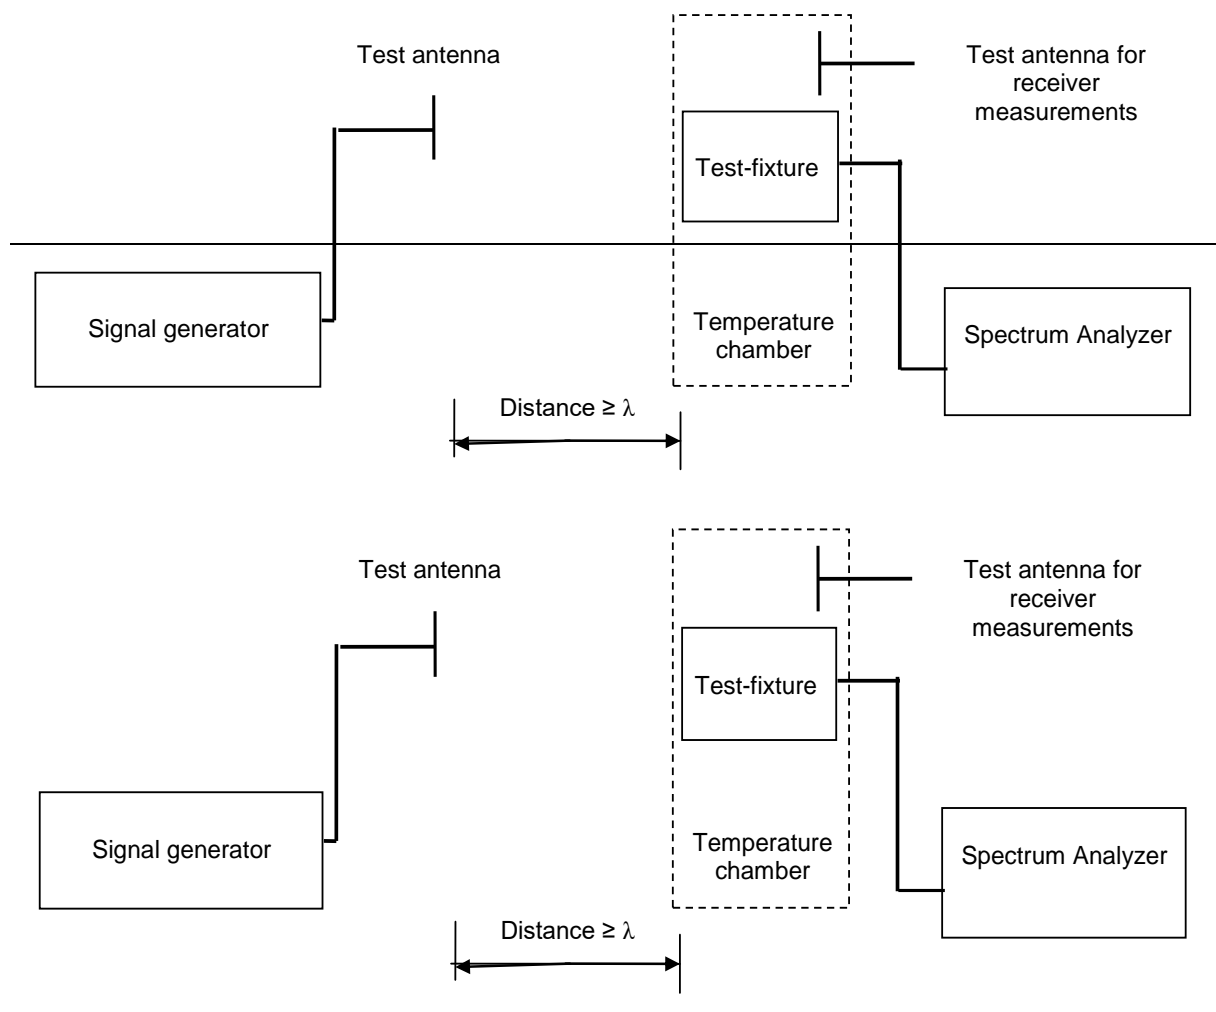 Test antenna
Test antenna for
receiver
measurements
Test-fixture
Signal generator
Temperature
chamber
Spectrum Analyzer
Distance ≥ λ
Test antenna
Test antenna for
receiver
measurements
Test-fixture
Signal generator
Temperature
chamber
Spectrum Analyzer
Distance ≥ λ